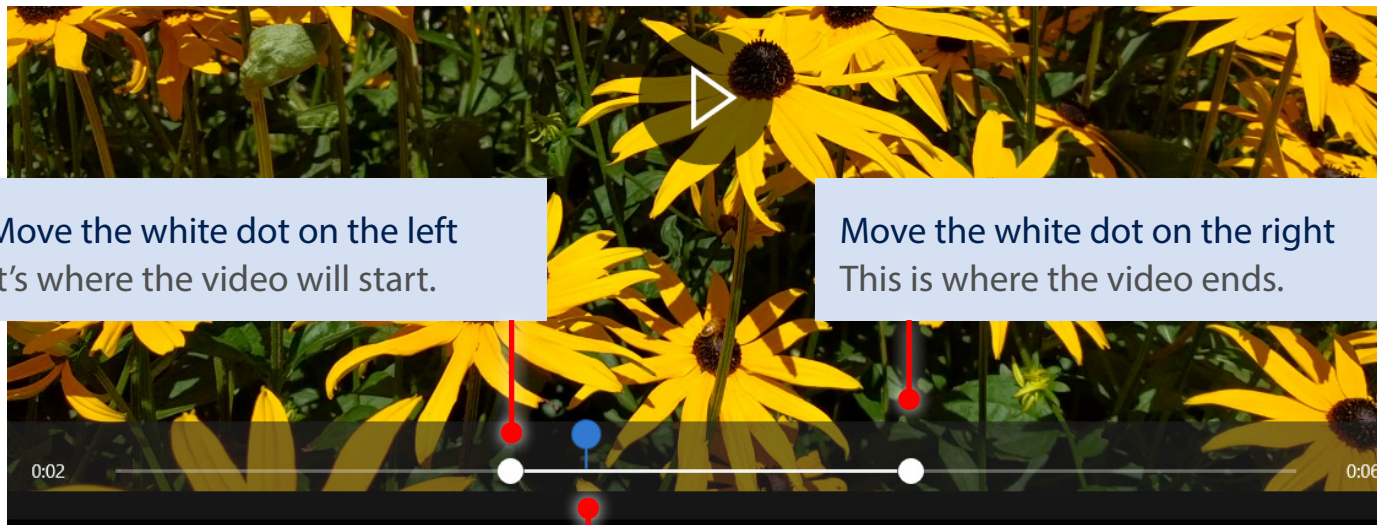 Move the white dot on the left
t's where the video will start.
Move the white dot on the right
This is where the video ends.
0:02
0:06